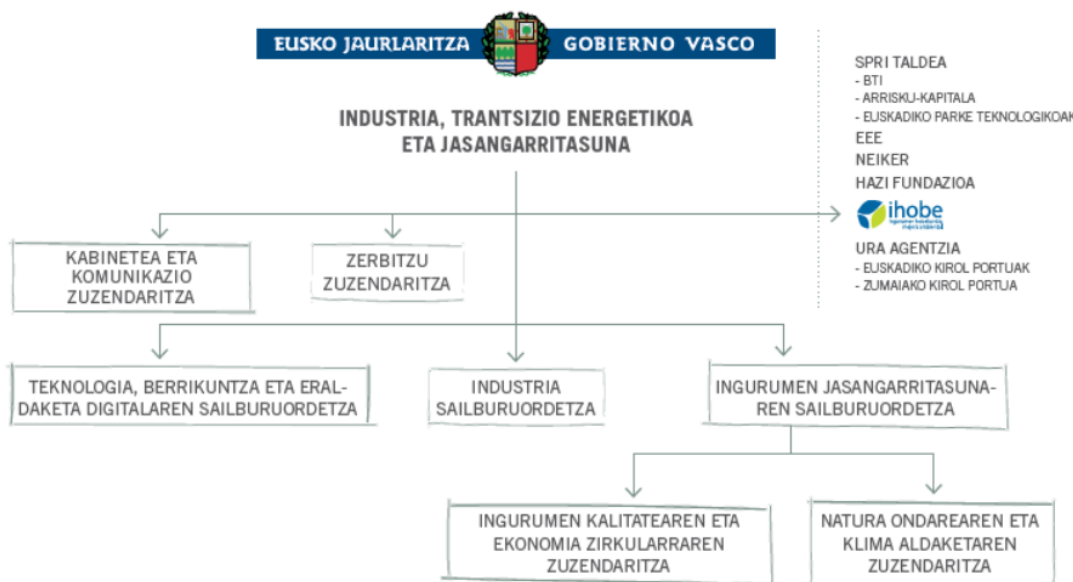 EUSKO JAURLARITZA GOBIERNO VASCO
INDUSTRIA, TRANTSIZIO ENERGETIKOA
ETA JASANGARRITASUNA
SPRI TALDEA
- BTI
- ARRISKU-KAPITALA
- EUSKADIKO PARKE TEKNOLOGIKOAK
EEE
NEIKER
HAZI FUNDAZIOA
ihobe
URA AGENTZIA
- EUSKADIKO KIROL PORTUAK
- ZUMAIAKO KIROL PORTUA
KABINETEA ETA
KOMUNIKAZIO
ZUZENDARITZA
ZERBITZU
ZUZENDARITZA
TEKNOLOGIA, BERRIKUNTZA ETA ERAL-
DAKETA DIGITALAREN SAILBURUORDETZA
INDUSTRIA
SAILBURUORDETZA
INGURUMEN JASANGARRITASUNA-
REN SAILBURUORDETZA
INGURUMEN KALITATEAREN ETA
EKONOMIA ZIRKULARRAREN
ZUZENDARITZA
NATURA ONDAREAREN ETA
KLIMA ALDAKETAREN
ZUZENDARITZA